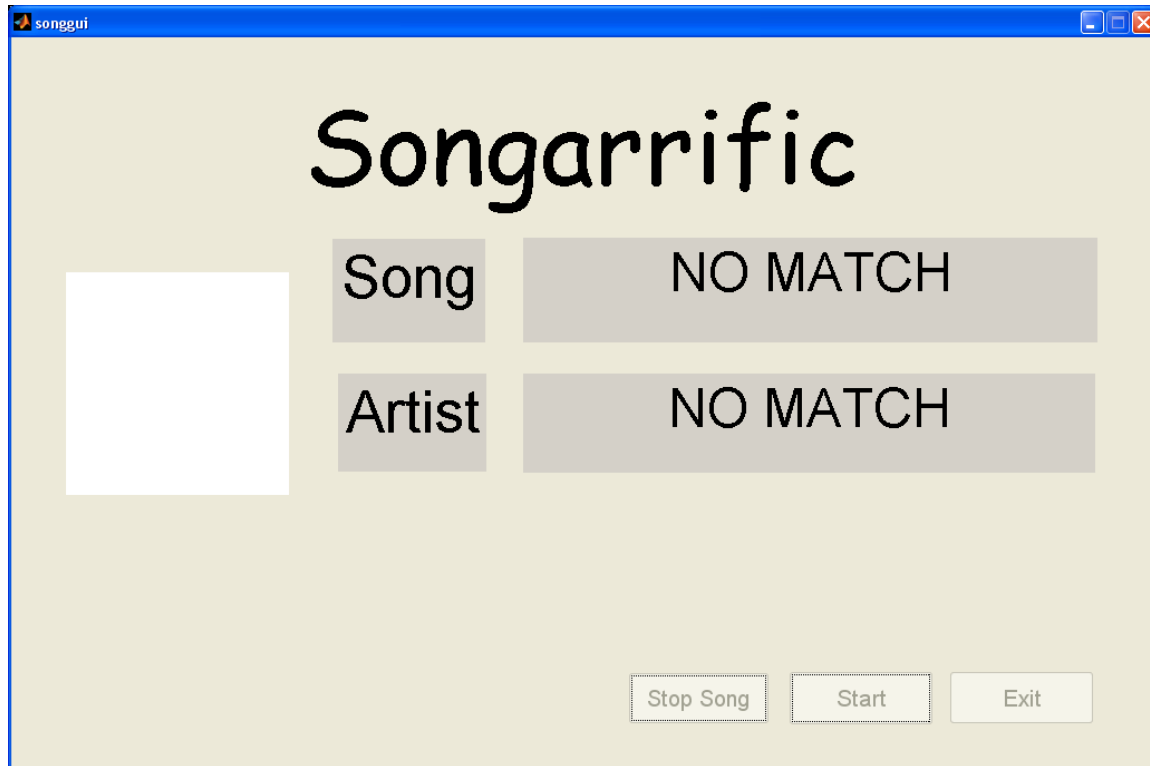 songgui
Songarrific
Song NO MATCH
Artist NO MATCH
Stop Song Start Exit